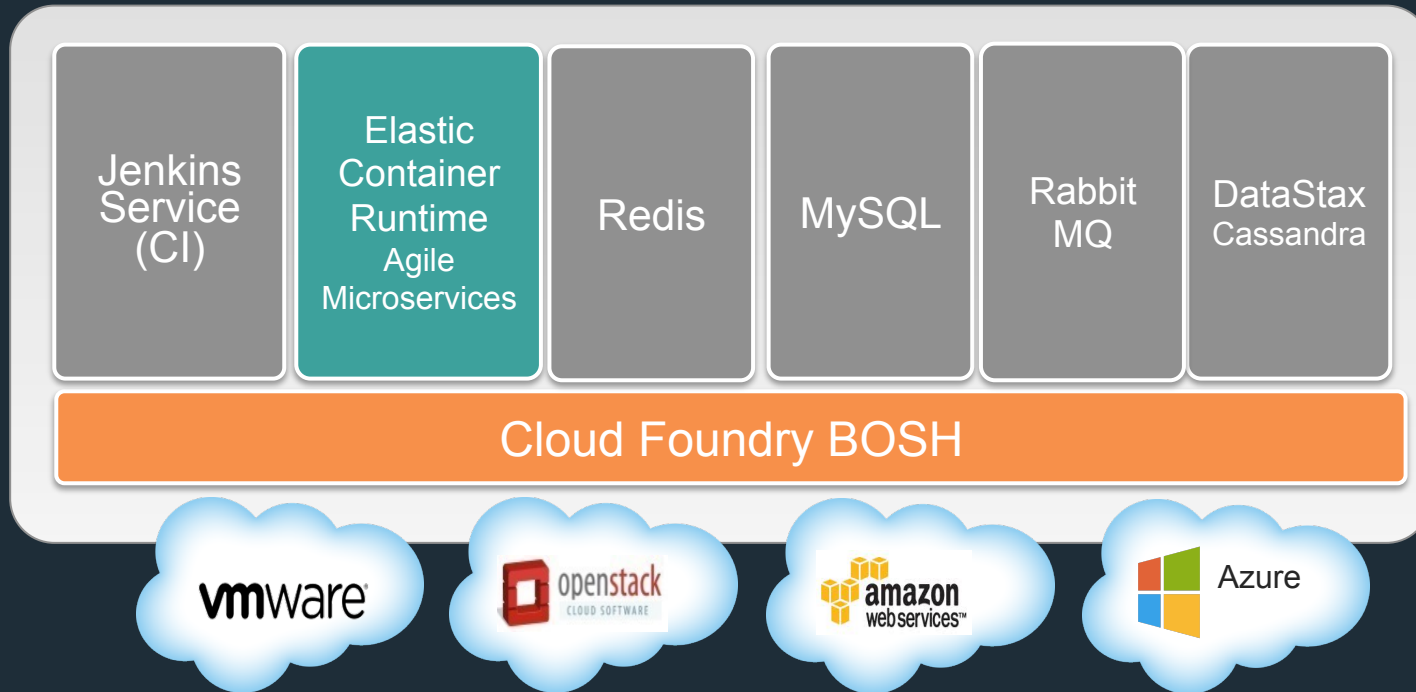 Jenkins
Service
(CI)
Elastic
Container
Runtime
Agile
Microservices
Redis
MySQL
Rabbit
MQ
DataStax
Cassandra
Cloud Foundry BOSH
vmware®
openstack
CLOUD SOFTWARE
amazon
webservices™
Azure